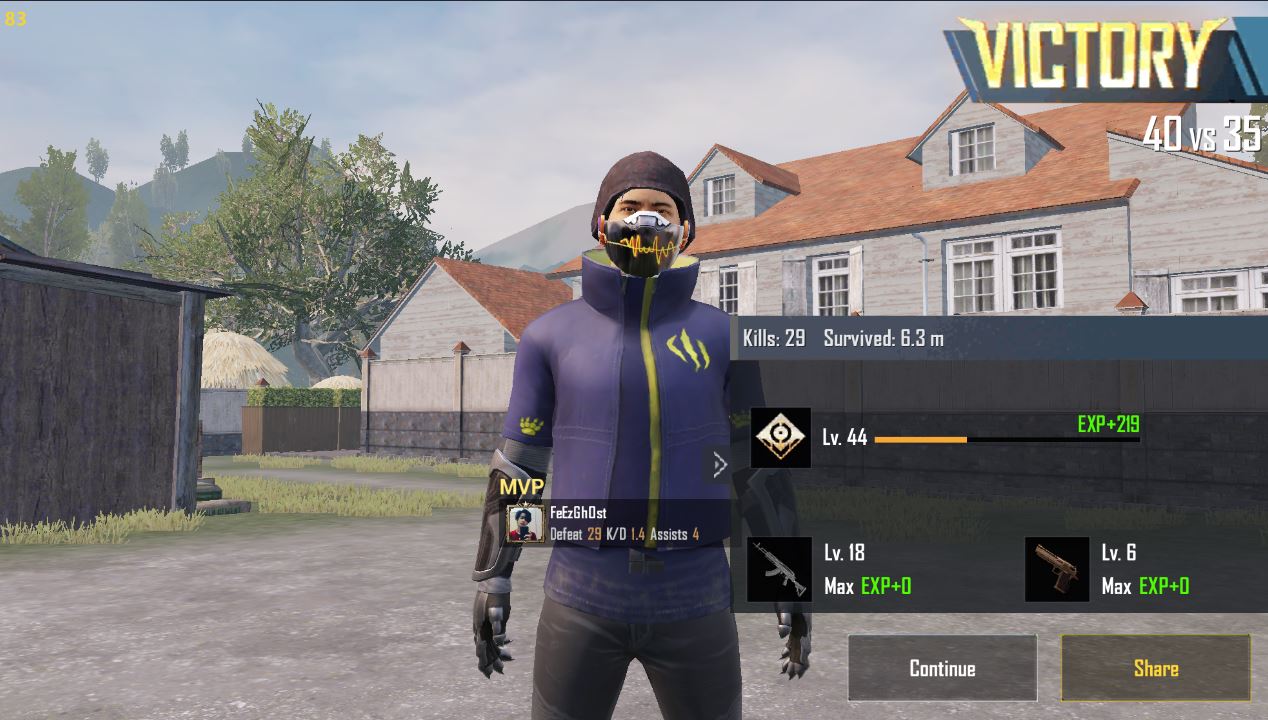 83
VICTORY
40 VS 35
Kills: 29 Survived: 6.3 m
Lv. 44
EXP+219
MVP
FeEzGhOst
Defeat 29 K/D 1.4 Assists 4
Lv. 18
Max EXP+0
Lv. 6
Max EXP+0
Continue
Share